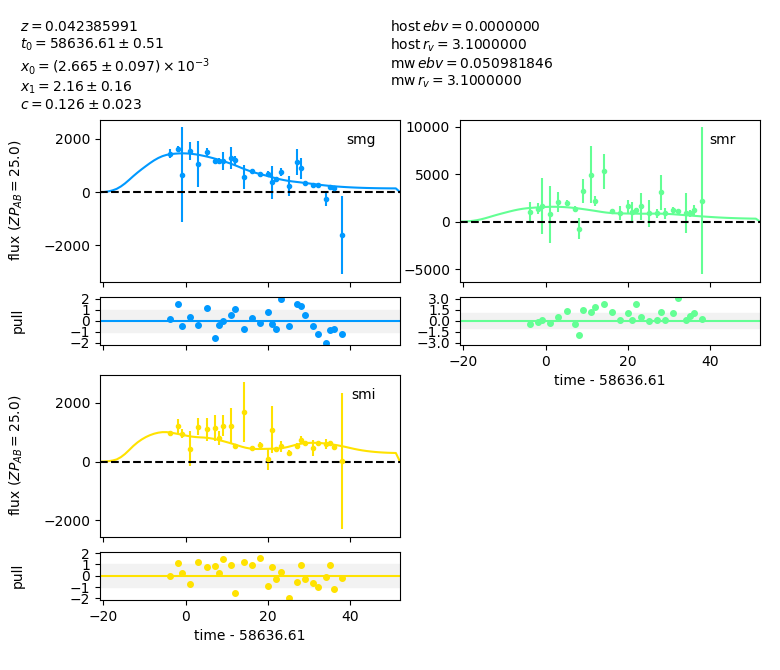 z = 0.042385991
t₀ = 58636.61 ± 0.51
x₀ = (2.665 ± 0.097) × 10⁻³
x₁ = 2.16 ± 0.16
c = 0.126 ± 0.023
host ebv = 0.0000000
host r_v = 3.1000000
mw ebv = 0.050981846
mw r_v = 3.1000000
flux (ZP_AB = 25.0)
2000
0
−2000
smg
10000
5000
0
−5000
smr
pull
2
1
0
−1
−2
3.0
1.5
0.0
−1.5
−3.0
−20 0 20 40
time - 58636.61
flux (ZP_AB = 25.0)
2000
0
−2000
smi
pull
2
1
0
−1
−2
−20 0 20 40
time - 58636.61